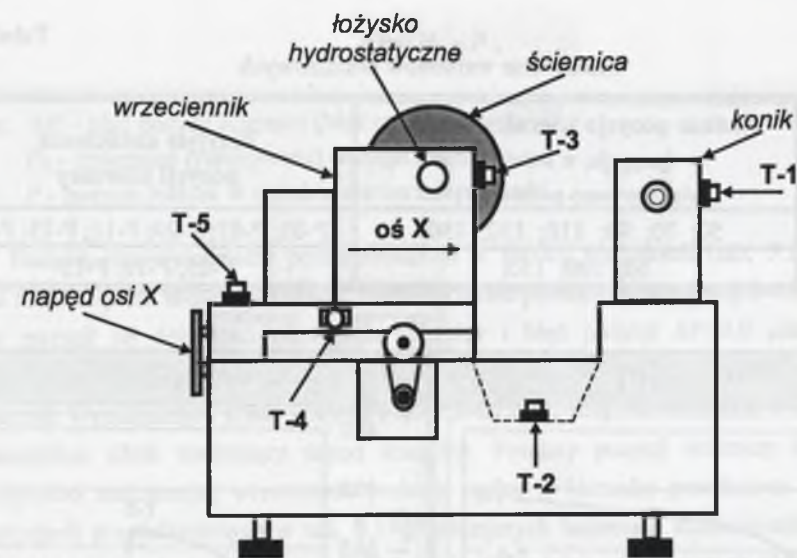 łożysko
hydrostatyczne
ściernica
wrzeciennik
konik
T-3
T-1
oś X
T-5
napęd osi X
T-4
T-2